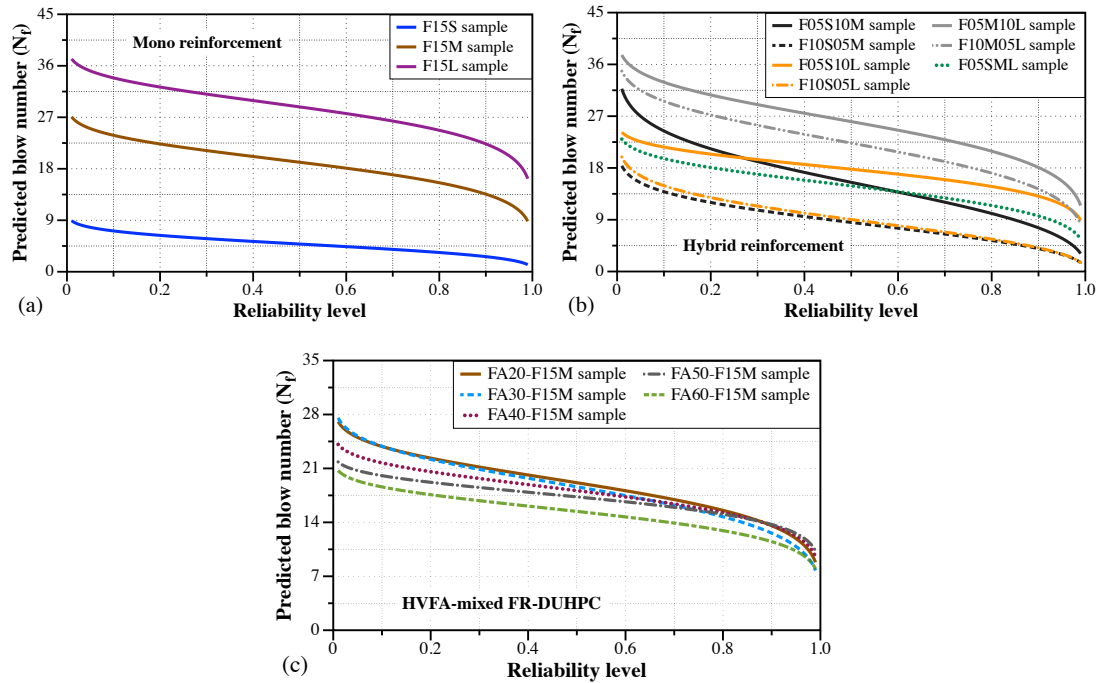 45
36
27
18
9
0
Predicted blow number (Nf)
Mono reinforcement
F15S sample
F15M sample
F15L sample
0 0.2 0.4 0.6 0.8 1.0
Reliability level
(a)
45
36
27
18
9
0
Predicted blow number (Nf)
F05S10M sample F05M10L sample
F10S05M sample F10M05L sample
F05S10L sample F05SML sample
F10S05L sample
Hybrid reinforcement
0 0.2 0.4 0.6 0.8 1.0
Reliability level
(b)
35
28
21
14
7
0
Predicted blow number (Nf)
FA20-F15M sample FA50-F15M sample
FA30-F15M sample FA60-F15M sample
FA40-F15M sample
HVFA-mixed FR-DUHPC
0 0.2 0.4 0.6 0.8 1.0
Reliability level
(c)